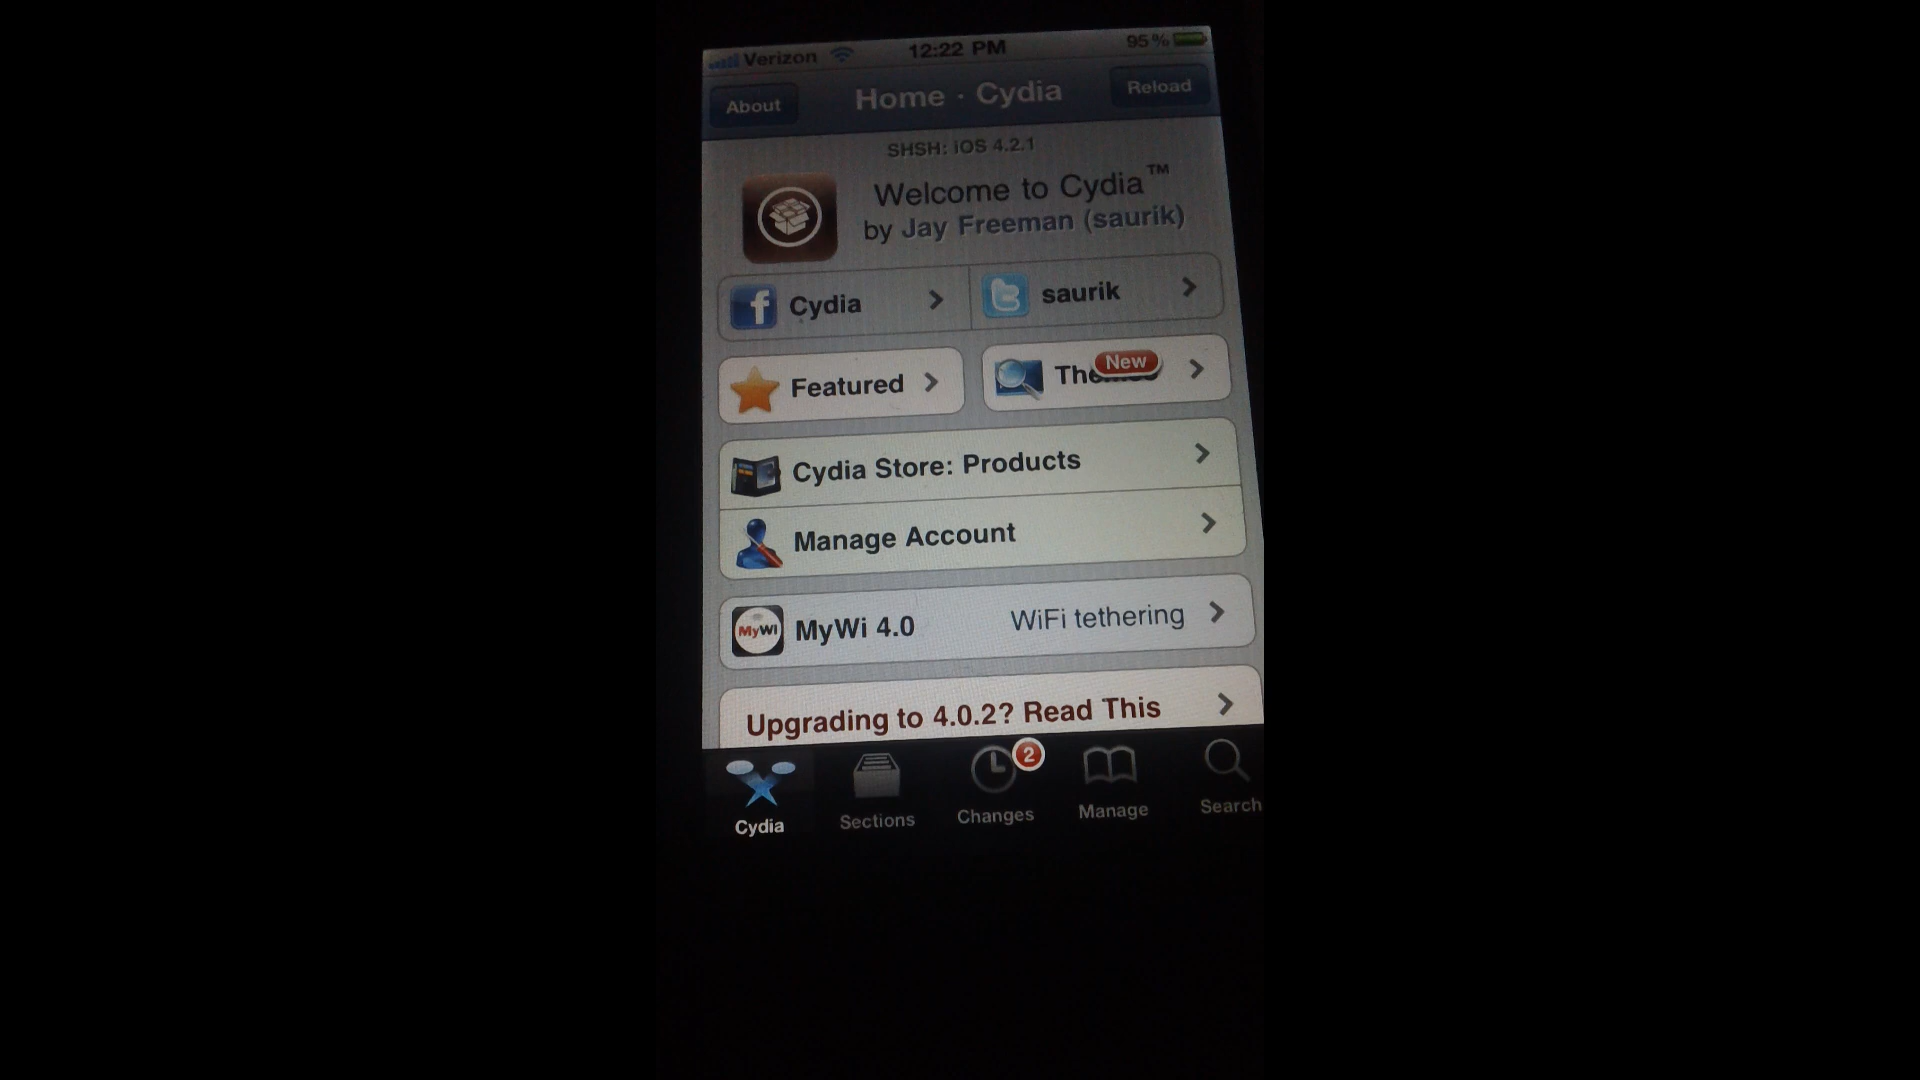 Verizon 12:22 PM 95%
About Home · Cydia Reload
SHSH: iOS 4.2.1
Welcome to Cydia™
by Jay Freeman (saurik)
f Cydia saurik
Featured New
Cydia Store: Products
Manage Account
MyWi MyWi 4.0 WiFi tethering
Upgrading to 4.0.2? Read This
2
Cydia Sections Changes Manage Search